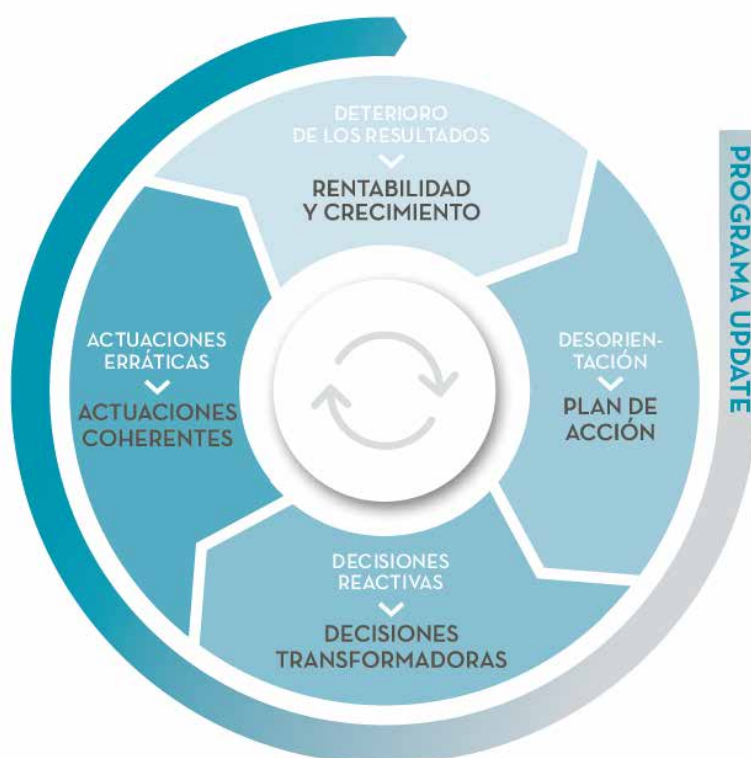 DETERIORO
DE LOS RESULTADOS
RENTABILIDAD
Y CRECIMIENTO
PROGRAMA UPDATE
DESORIEN-
TACIÓN
PLAN DE
ACCIÓN
DECISIONES
REACTIVAS
DECISIONES
TRANSFORMADORAS
ACTUACIONES
ERRÁTICAS
ACTUACIONES
COHERENTES